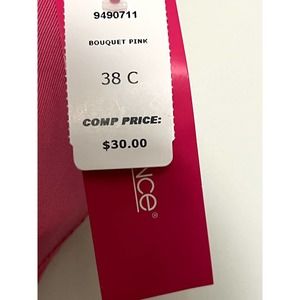 9490711
BOUQUET PINK
38 C
COMP PRICE:
$30.00
nce®